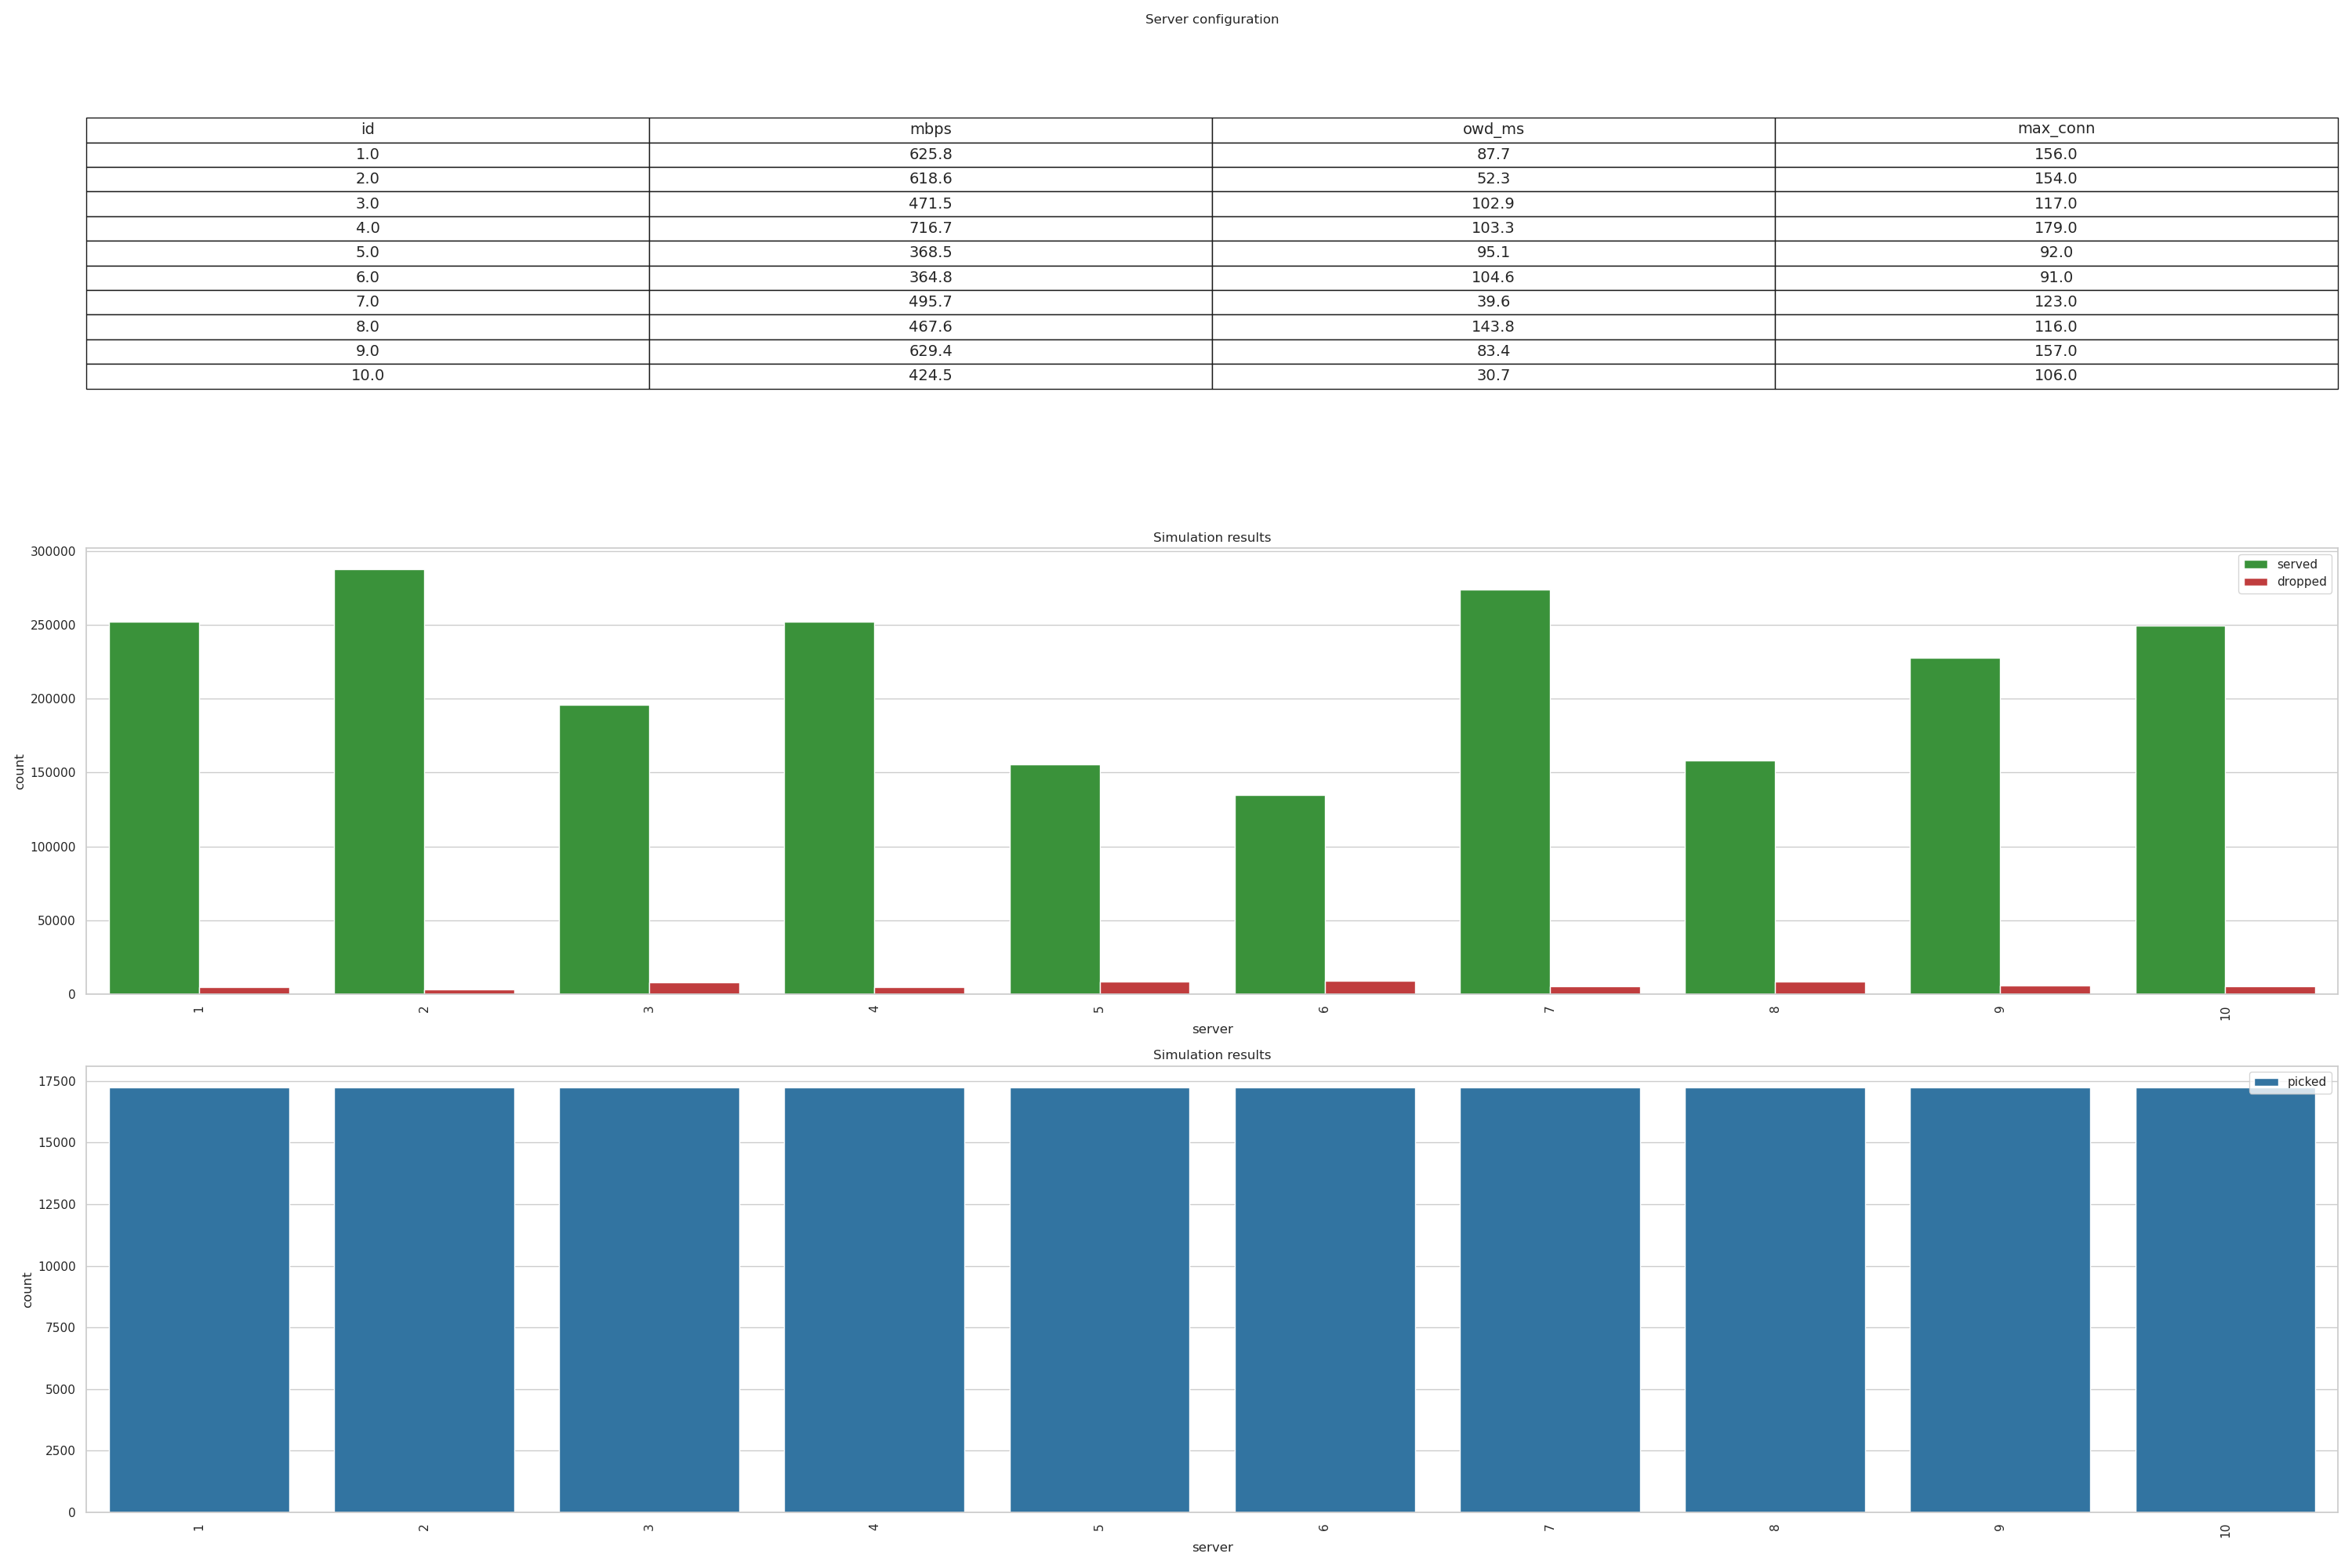 Server configuration
id mbps owd_ms max_conn
1.0 625.8 87.7 156.0
2.0 618.6 52.3 154.0
3.0 471.5 102.9 117.0
4.0 716.7 103.3 179.0
5.0 368.5 95.1 92.0
6.0 364.8 104.6 91.0
7.0 495.7 39.6 123.0
8.0 467.6 143.8 116.0
9.0 629.4 83.4 157.0
10.0 424.5 30.7 106.0
Simulation results
300000
250000
200000
150000
100000
50000
0
count
served
dropped
1 2 3 4 5 6 7 8 9 10
server
Simulation results
17500
15000
12500
10000
7500
5000
2500
0
count
picked
1 2 3 4 5 6 7 8 9 10
server